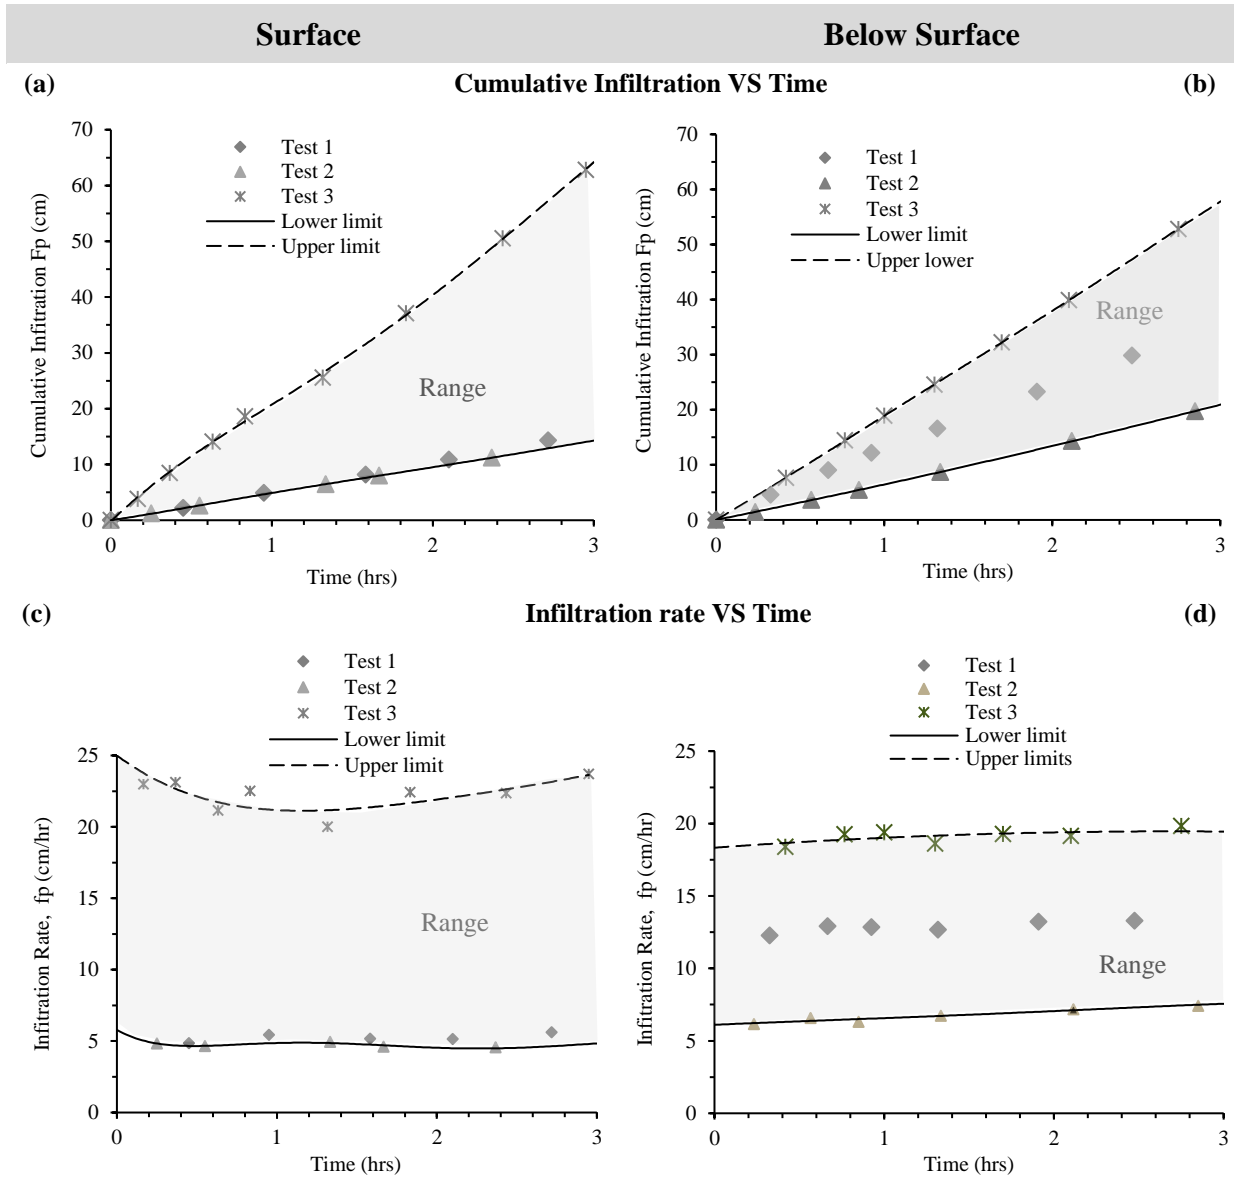 Surface
Below Surface
(a)
Cumulative Infiltration VS Time
(b)
Cumulative Infitration Fp (cm)
70
60
50
40
30
20
10
0
Test 1
Test 2
Test 3
Lower limit
Upper limit
Range
0
1
2
3
Time (hrs)
Cumulative Infitration Fp (cm)
70
60
50
40
30
20
10
0
Test 1
Test 2
Test 3
Lower limit
Upper lower
Range
0
1
2
3
Time (hrs)
(c)
Infiltration rate VS Time
(d)
Test 1
Test 2
Test 3
Lower limit
Upper limit
Infitration Rate, fp (cm/hr)
25
20
15
10
5
0
Range
0
1
2
3
Time (hrs)
Test 1
Test 2
Test 3
Lower limit
Upper limits
Infitration Rate, fp (cm/hr)
25
20
15
10
5
0
Range
0
1
2
3
Time (hrs)